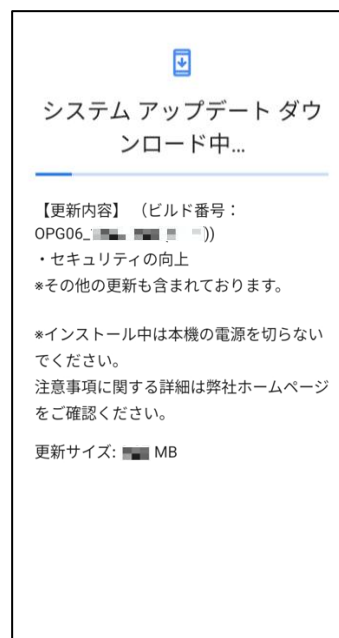 システム アップデート ダウ
ンロード中...
【更新内容】 （ビルド番号：
OPG06_ ))
・セキュリティの向上
※その他の更新も含まれております。
※インストール中は本機の電源を切らない
でください。
注意事項に関する詳細は弊社ホームページ
をご確認ください。
更新サイズ: MB